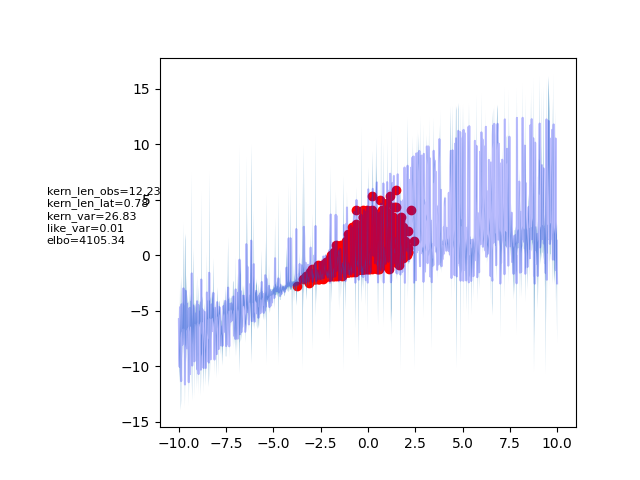 15
10
5
0
−5
−10
−15
kern_len_obs=12.23
kern_len_lat=0.78
kern_var=26.83
like_var=0.01
elbo=4105.34
−10.0 −7.5 −5.0 −2.5 0.0 2.5 5.0 7.5 10.0